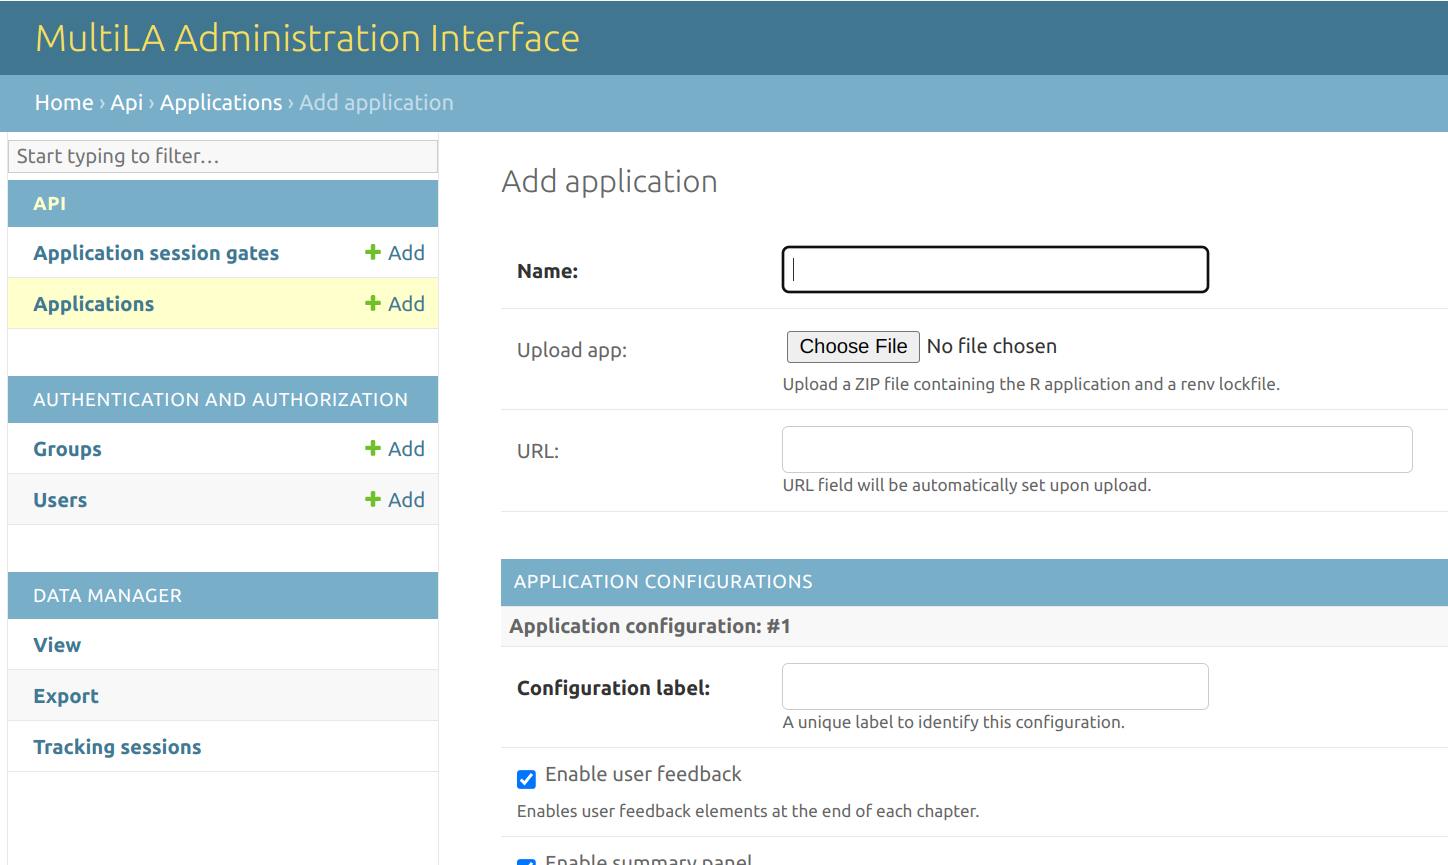 MultiLA Administration Interface
Home › Api › Applications › Add application
Start typing to filter...
API
Application session gates
Add
Applications
Add
AUTHENTICATION AND AUTHORIZATION
Groups
Add
Users
Add
DATA MANAGER
View
Export
Tracking sessions
Add application
Name:
Upload app:
Choose File No file chosen
Upload a ZIP file containing the R application and a renv lockfile.
URL:
URL field will be automatically set upon upload.
APPLICATION CONFIGURATIONS
Application configuration: #1
Configuration label:
A unique label to identify this configuration.
Enable user feedback
Enables user feedback elements at the end of each chapter.
Enable summary panel